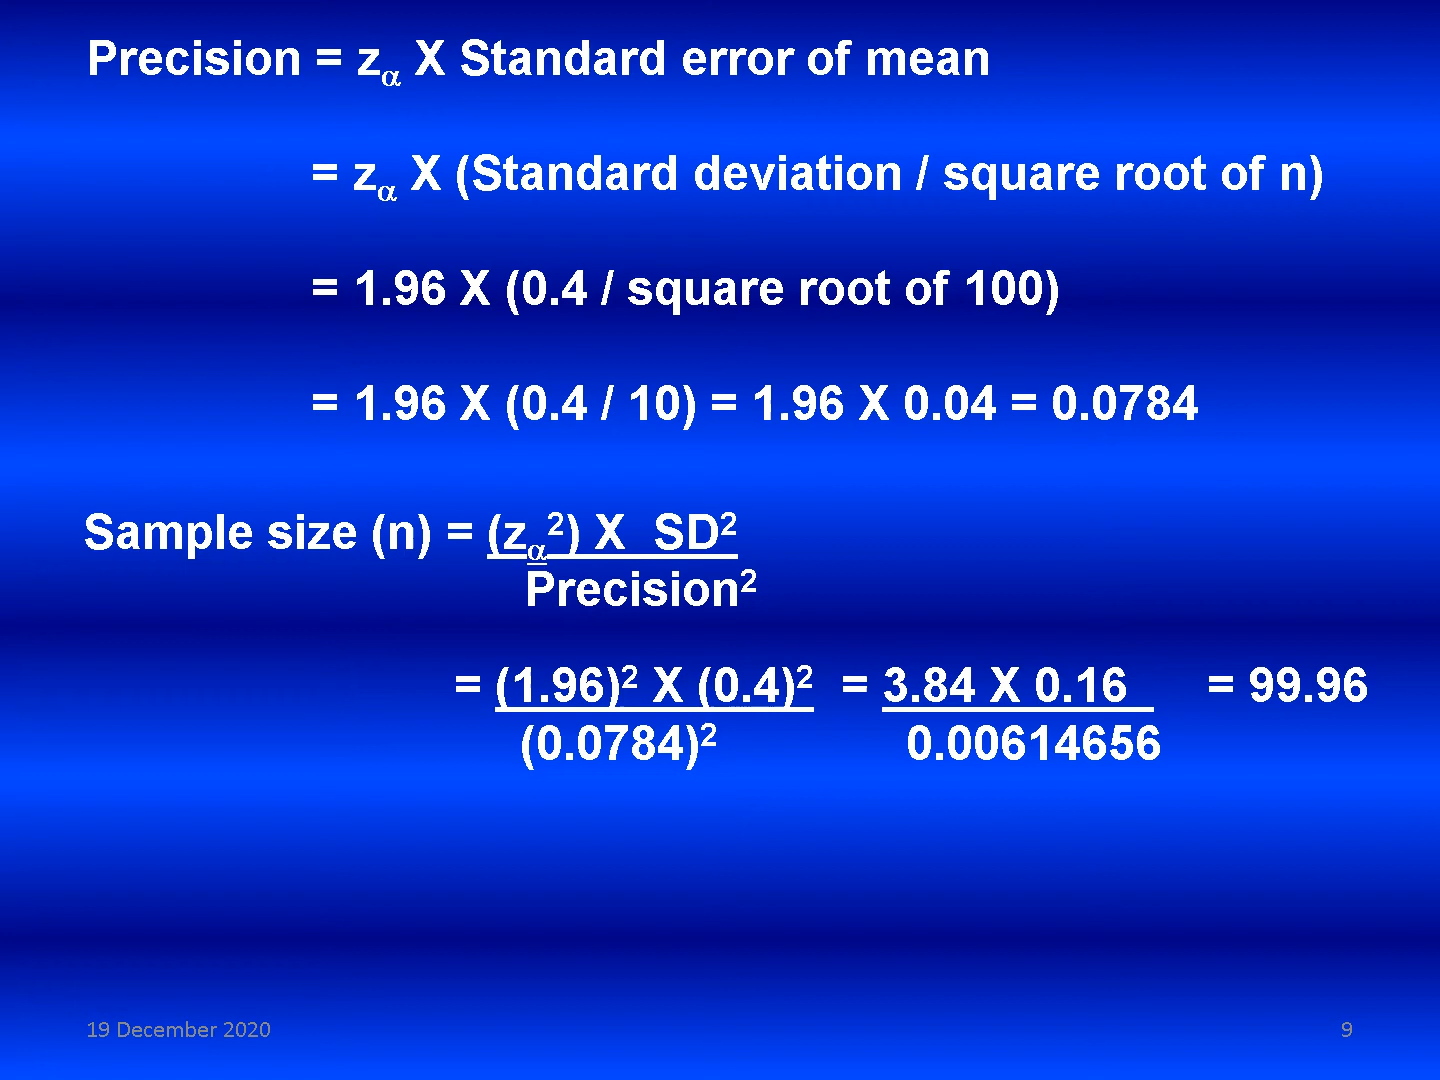 Precision = zα X Standard error of mean
= zα X (Standard deviation / square root of n)
= 1.96 X (0.4 / square root of 100)
= 1.96 X (0.4 / 10) = 1.96 X 0.04 = 0.0784
Sample size (n) = (zα²) X SD²
Precision²
= (1.96)² X (0.4)² = 3.84 X 0.16 = 99.96
(0.0784)² 0.00614656
19 December 2020 9